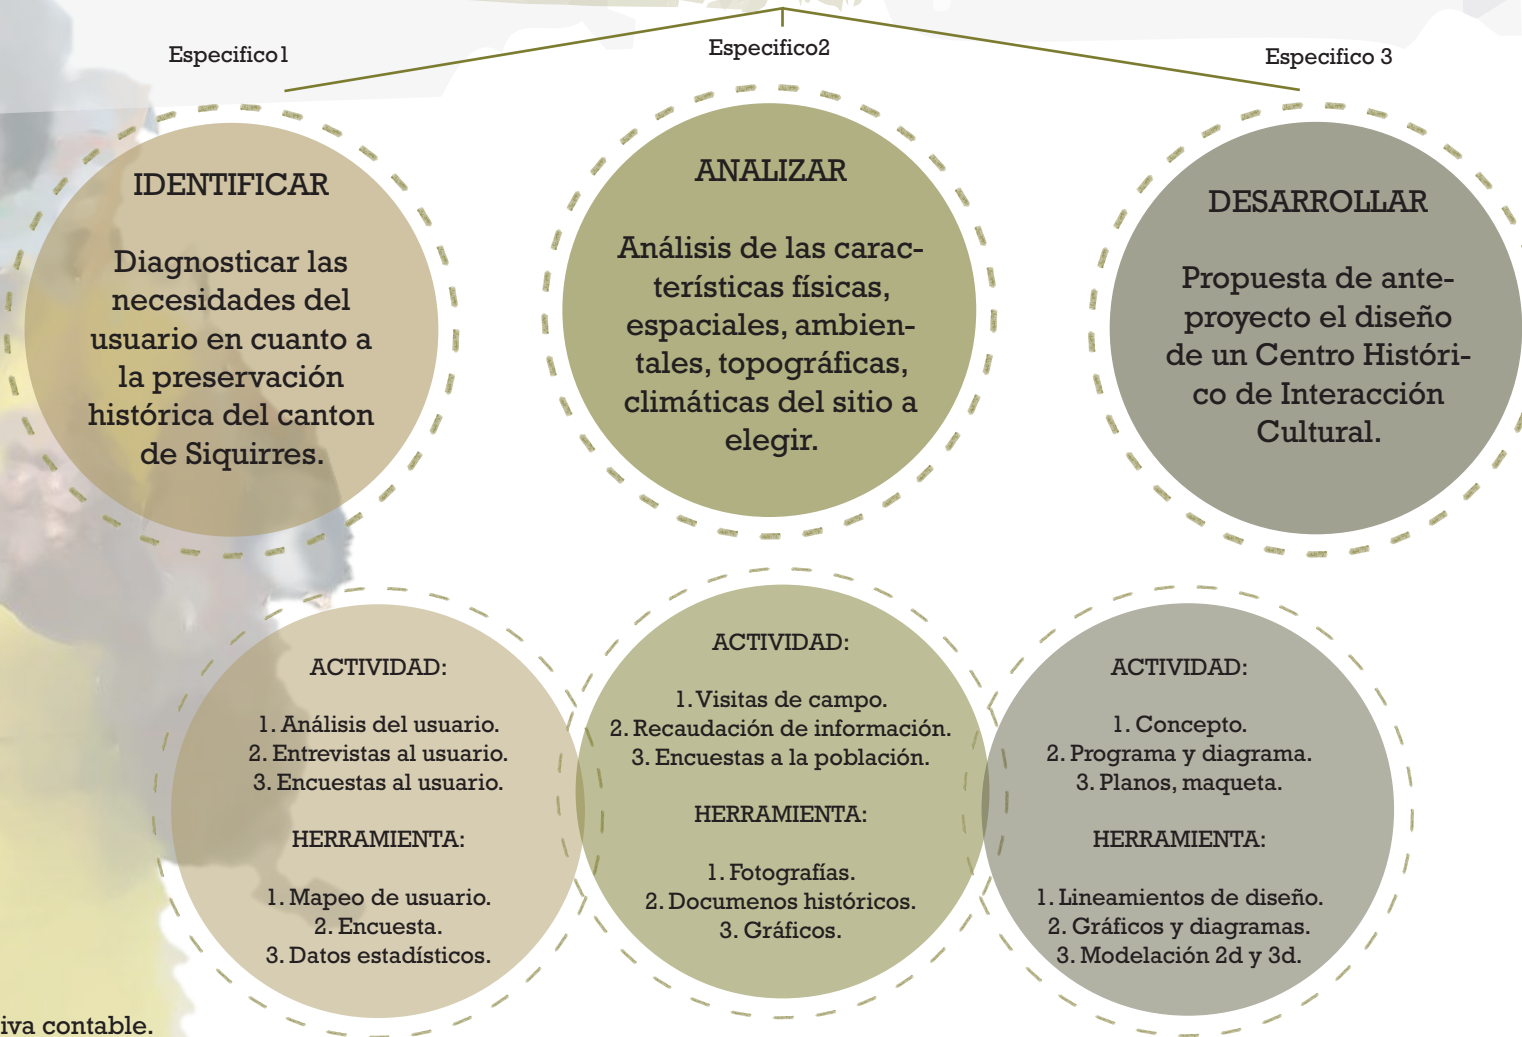 Especifico1
Especifico2
Especifico 3
IDENTIFICAR
Diagnosticar las
necesidades del
usuario en cuanto a
la preservación
histórica del canton
de Siquirres.
ANALIZAR
Análisis de las carac-
terísticas físicas,
espaciales, ambien-
tales, topográficas,
climáticas del sitio a
elegir.
DESARROLLAR
Propuesta de ante-
proyecto el diseño
de un Centro Históri-
co de Interacción
Cultural.
ACTIVIDAD:
1. Análisis del usuario.
2. Entrevistas al usuario.
3. Encuestas al usuario.
HERRAMIENTA:
1. Mapeo de usuario.
2. Encuesta.
3. Datos estadísticos.
ACTIVIDAD:
1. Visitas de campo.
2. Recaudación de información.
3. Encuestas a la población.
HERRAMIENTA:
1. Fotografías.
2. Documenos históricos.
3. Gráficos.
ACTIVIDAD:
1. Concepto.
2. Programa y diagrama.
3. Planos, maqueta.
HERRAMIENTA:
1. Lineamientos de diseño.
2. Gráficos y diagramas.
3. Modelación 2d y 3d.
iva contable.